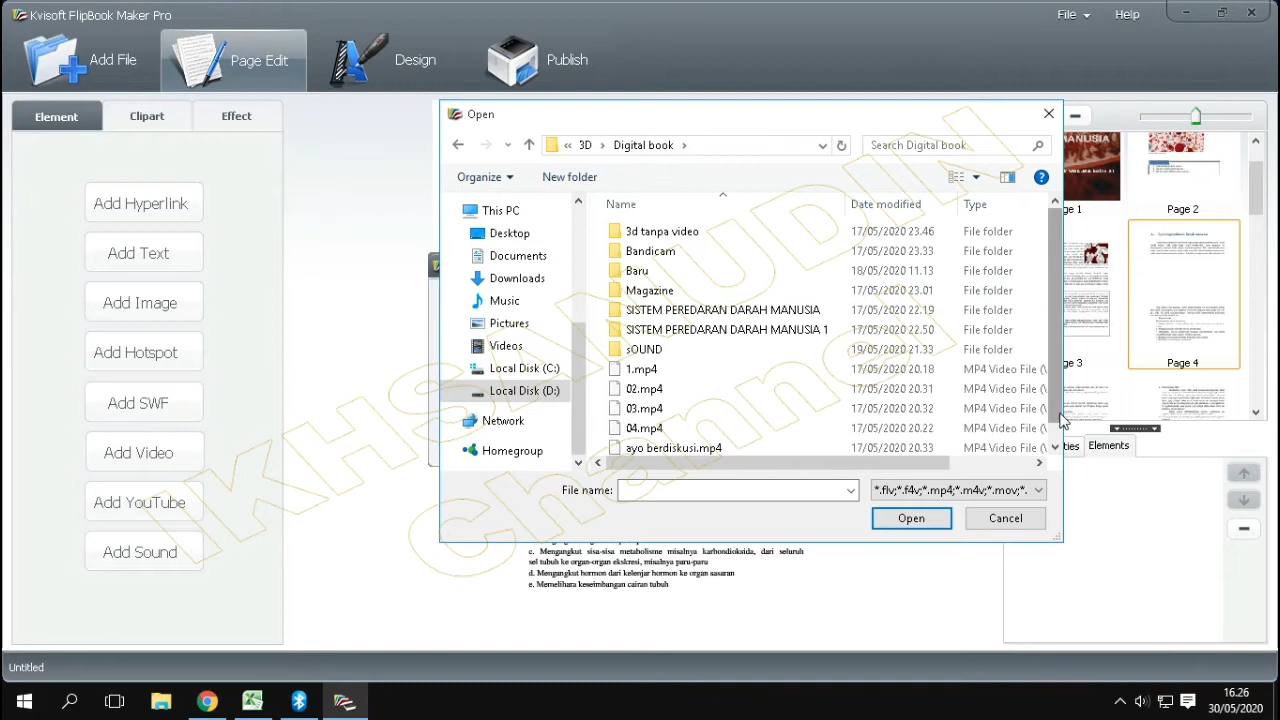 Kvisoft FlipBook Maker Pro
File
Help
Add File
Page Edit
Design
Publish
Element
Clipart
Effect
Add Hyperlink
Add Text
Add Image
Add Hotspot
Add SWF
Add Video
Add YouTube
Add Sound
Open
« 3D › Digital book ›
Search Digital book
Organize
New folder
This PC
Desktop
Documents
Downloads
Music
Pictures
Videos
Local Disk (C:)
Local Disk (D:)
Network
Homegroup
Name Date modified Type
3d tanpa video 17/05/2020 23.46 File folder
Bandicam 17/05/2020 23.33 File folder
Baru 18/05/2020 11.13 File folder
Magazine 17/05/2020 23.01 File folder
SISTEM PEREDARAN DARAH MANUSIA 17/05/2020 22.19 File folder
SISTEM PEREDARAN DARAH MANUSIA 1 17/05/2020 23.50 File folder
sOUND 19/05/2020 21.33 File folder
1.mp4 17/05/2020 20.18 MP4 Video File (\
02.mp4 17/05/2020 20.31 MP4 Video File (\
03.mp4 17/05/2020 20.23 MP4 Video File (\
04.mp4 17/05/2020 20.22 MP4 Video File (\
ayo berdiskusi.mp4 17/05/2020 20.33 MP4 Video File (\
File name:
*.flv;*.f4v;*.mp4;*.m4v;*.mov;*.
Open
Cancel
MANUSIA
ge 1
Page 2
3
Page 4
ties
Elements
c. Mengangkut sisa-sisa metabolisme misalnya karbondioksida, dari seluruh
sel tubuh ke organ-organ ekskresi, misalnya paru-paru
d. Mengangkut hormon dari kelenjar hormon ke organ sasaran
e. Memelihara keseimbangan cairan tubuh
Channel
Untitled
16.26
30/05/2020